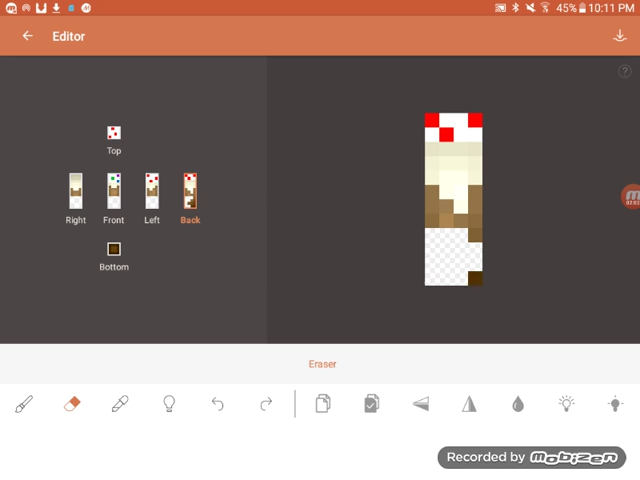 45% 10:11 PM
Editor
?
Top
Right Front Left Back
Bottom
Eraser
Recorded by Mobizen